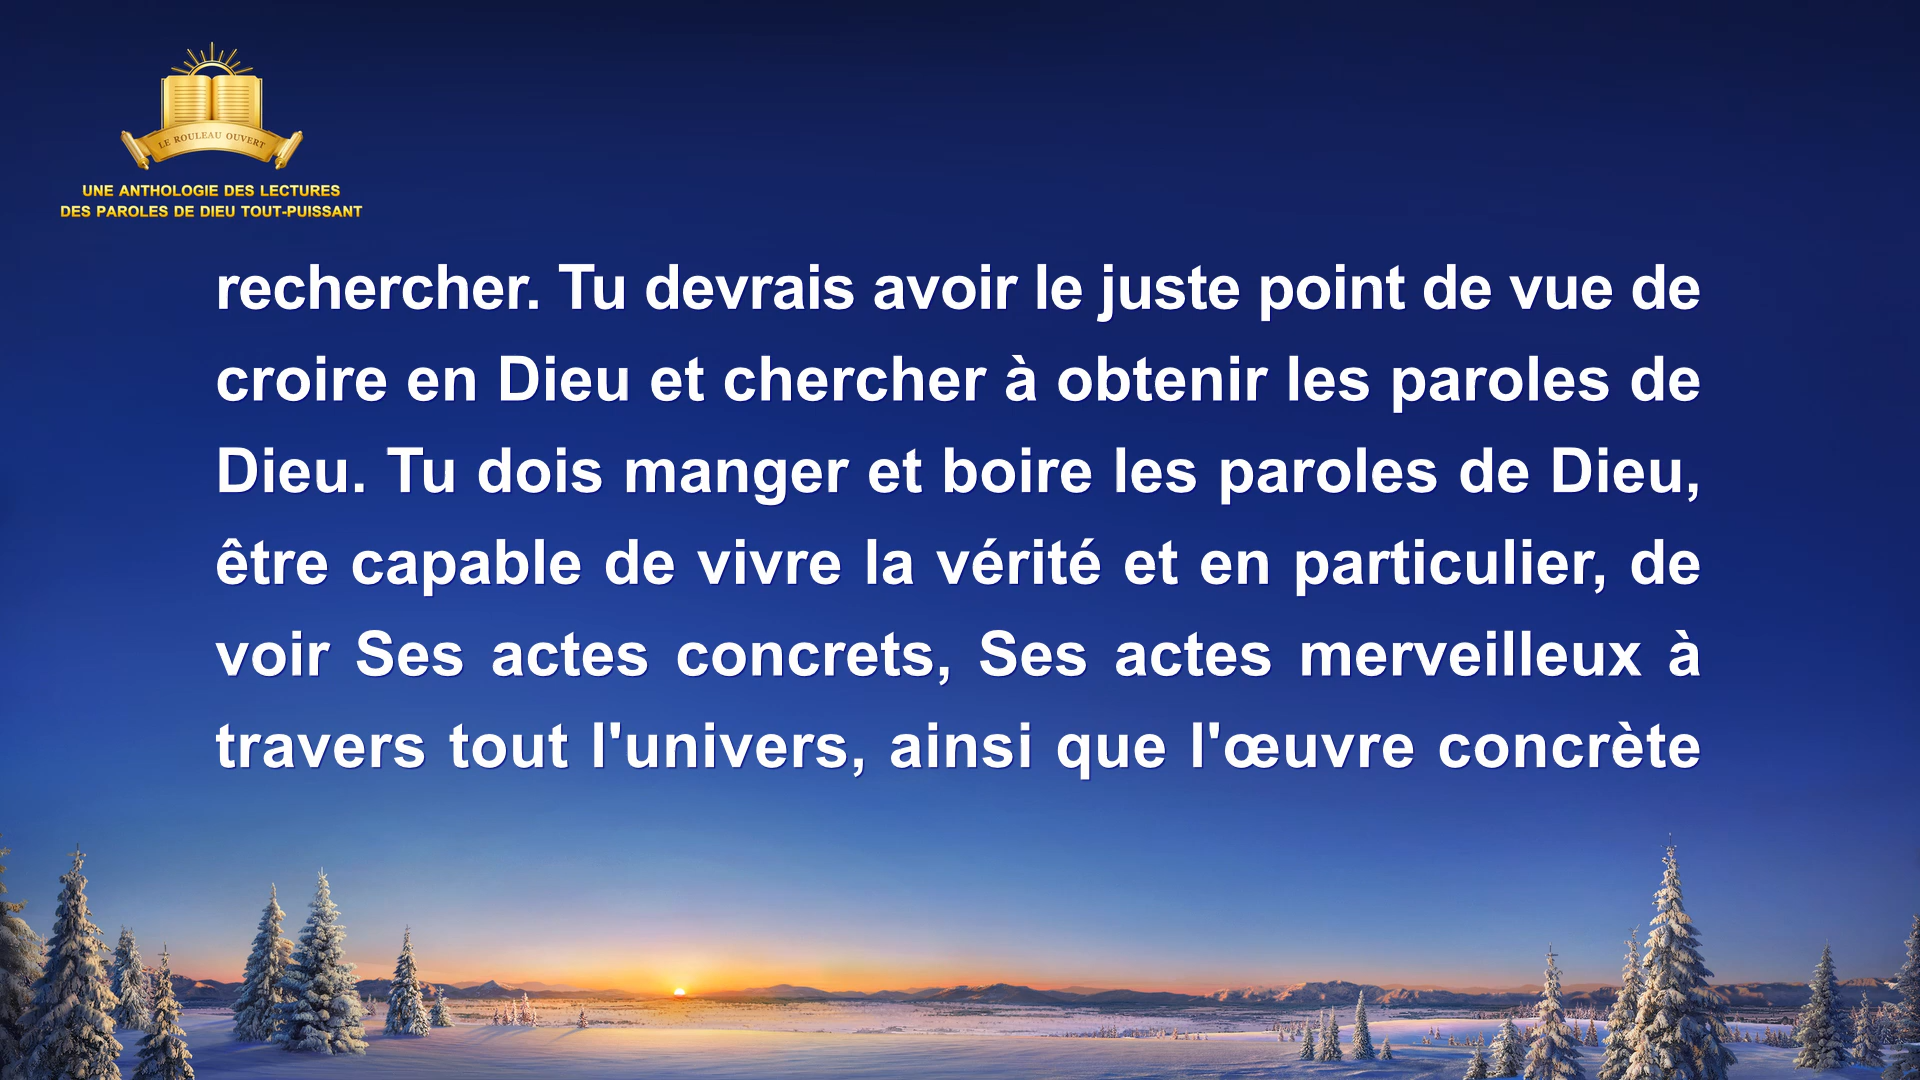 LE ROULEAU OUVERT
UNE ANTHOLOGIE DES LECTURES
DES PAROLES DE DIEU TOUT-PUISSANT
rechercher. Tu devrais avoir le juste point de vue de
croire en Dieu et chercher à obtenir les paroles de
Dieu. Tu dois manger et boire les paroles de Dieu,
être capable de vivre la vérité et en particulier, de
voir Ses actes concrets, Ses actes merveilleux à
travers tout l'univers, ainsi que l'œuvre concrète